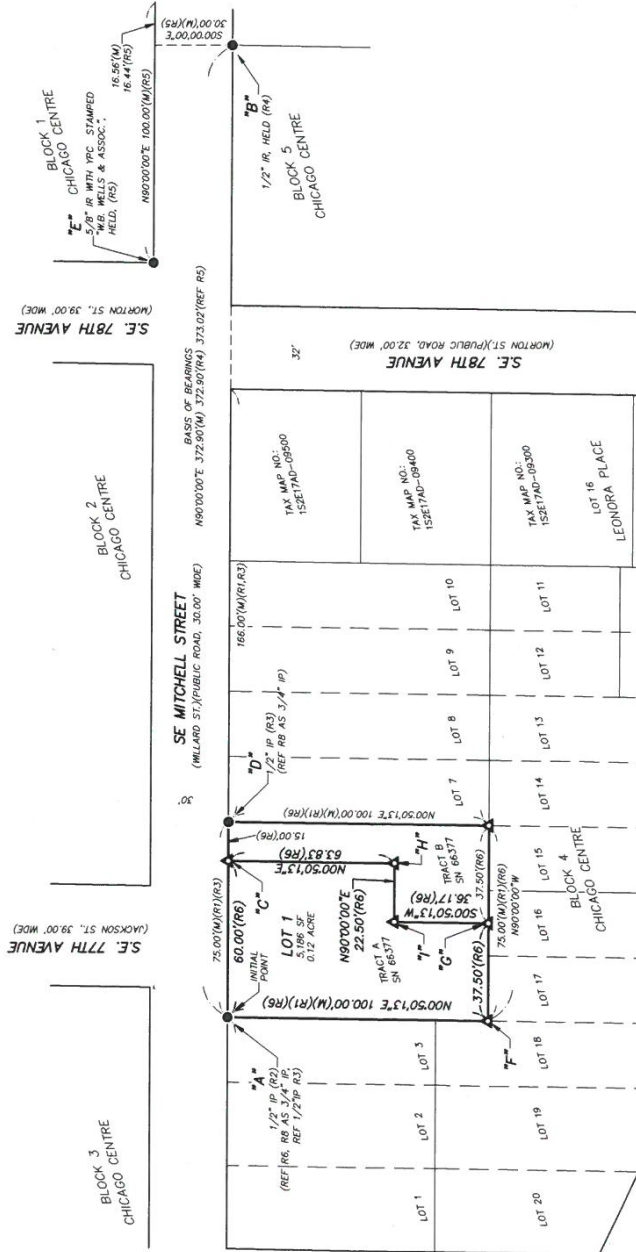 BLOCK 3
CHICAGO CENTRE
S.E. 77TH AVENUE
(JACKSON ST., 39.00' WIDE)
BLOCK 2
CHICAGO CENTRE
S.E. 78TH AVENUE
(MORTON ST., 39.00' WIDE)
BLOCK 1
CHICAGO CENTRE
"E"
5/8" IR WITH YPC STAMPED
"W.B. WELLS & ASSOC.",
HELD, (R5)
N90°00'00"E 100.00'(M)(R5)
16.56'(M)
16.44'(R5)
S00°00'00"E
30.00'(M)(R5)
SE MITCHELL STREET
(WILLARD ST.)(PUBLIC ROAD, 30.00' WIDE)
30'
BASIS OF BEARINGS
N90°00'00"E 372.90'(M) 372.90'(R4) 373.02'(REF R5)
"B"
1/2" IR, HELD (R4)
BLOCK 5
CHICAGO CENTRE
"A"
1/2" IP (R2)
(REF R6, R8 AS 3/4" IP,
REF 1/2"IP R3)
INITIAL
POINT
75.00'(M)(R1)(R3)
60.00'(R6)
"C"
15.00'(R6)
"D"
1/2" IP (R3)
(REF R8 AS 3/4" IP)
166.00'(M)(R1,R3)
LOT 1
5,186 SF
0.12 ACRE
N00°50'13"E 100.00'(M)(R1)(R6)
N00°50'13"E
63.83'(R6)
N00°50'13"E 100.00'(M)(R1)(R6)
N90°00'00"E
22.50'(R6)
"H"
"I"
TRACT A
SN 66377
TRACT B
SN 66377
S00°50'13"W
36.17'(R6)
"G"
37.50'(R6)
37.50'(R6)
"F"
75.00'(M)(R1)(R6)
N90°00'00"W
LOT 1
LOT 2
LOT 3
LOT 7
LOT 8
LOT 9
LOT 10
LOT 20
LOT 19
LOT 18
LOT 17
LOT 16
LOT 15
LOT 14
LOT 13
LOT 12
LOT 11
BLOCK 4
CHICAGO CENTRE
TAX MAP NO.:
1S2E17AD-09500
TAX MAP NO.:
1S2E17AD-09400
TAX MAP NO.:
1S2E17AD-09300
LOT 16
LEONORA PLACE
32'
S.E. 78TH AVENUE
(MORTON ST.)(PUBLIC ROAD, 32.00' WIDE)